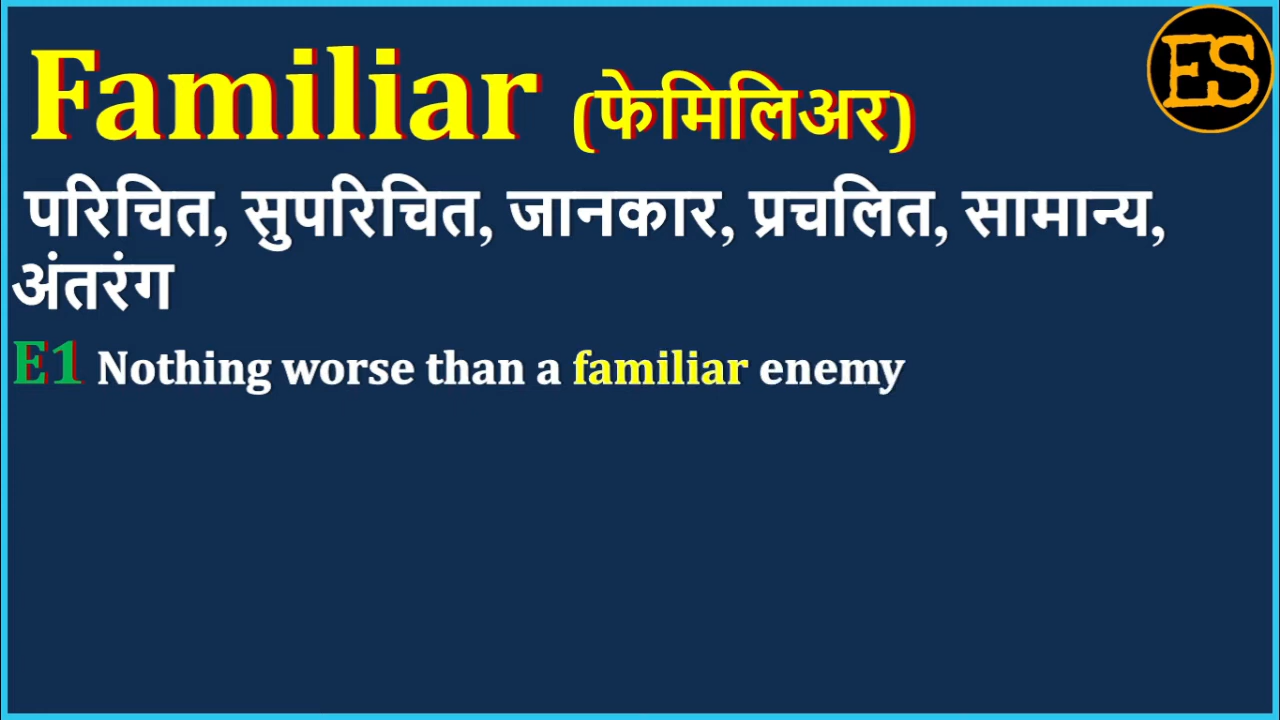 Familiar (फेमिलिअर)
ES
परिचित, सुपरिचित, जानकार, प्रचलित, सामान्य,
अंतरंग
E1 Nothing worse than a familiar enemy